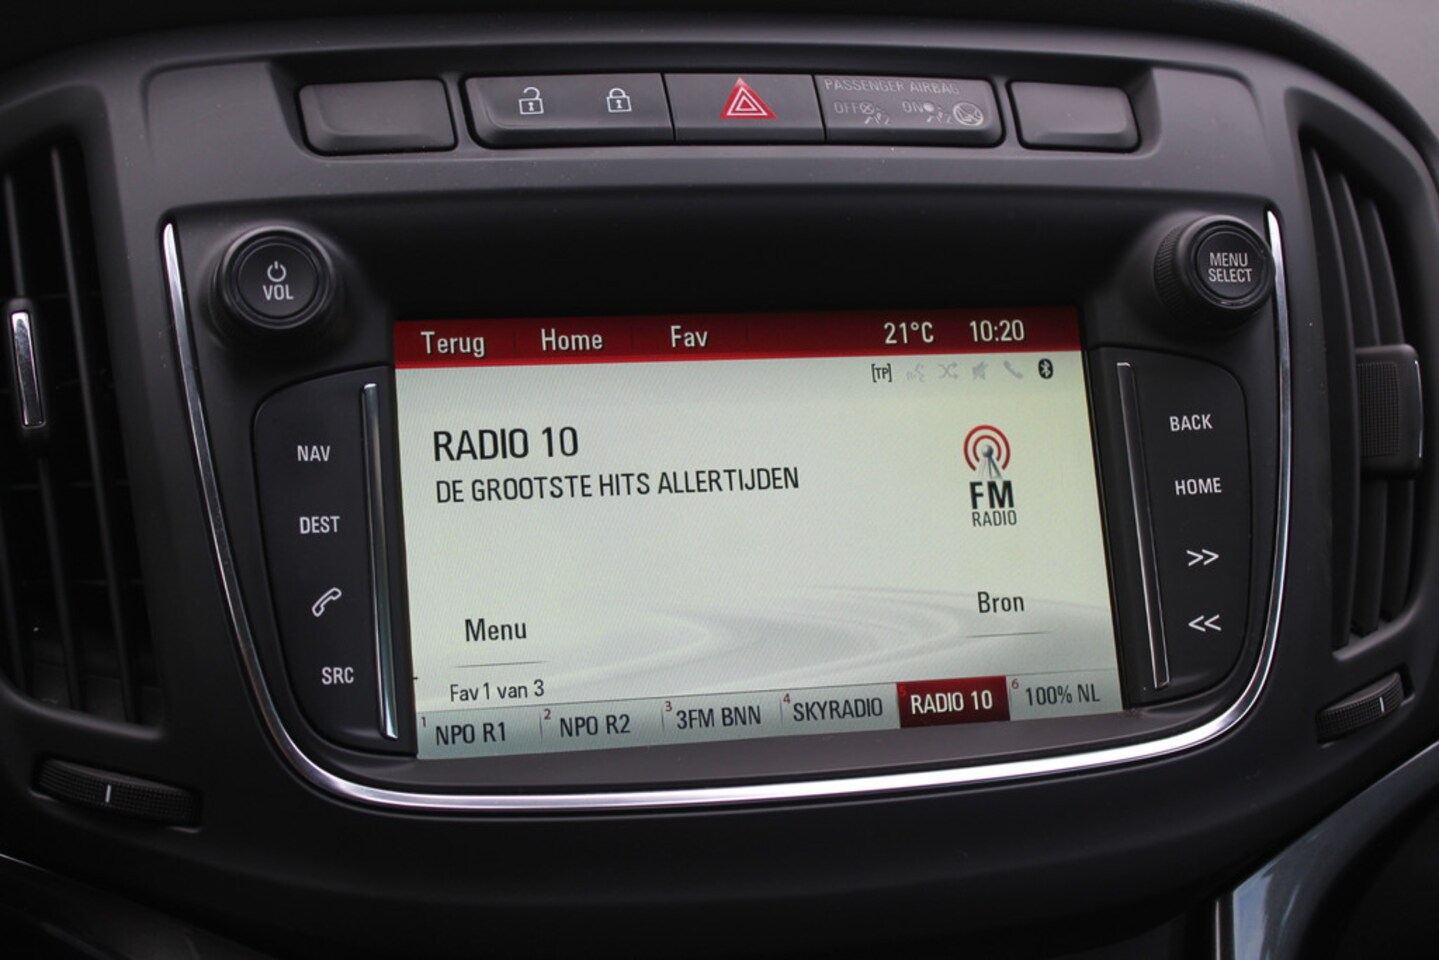 PASSENGER AIRBAG
OFF ON
VOL
MENU
SELECT
Terug Home Fav 21°C 10:20
[TP]
RADIO 10
DE GROOTSTE HITS ALLERTIJDEN
FM
RADIO
NAV
DEST
SRC
BACK
HOME
>>
<<
Menu
Bron
Fav 1 van 3
1 NPO R1 2 NPO R2 3 3FM BNN 4 SKYRADIO 5 RADIO 10 6 100% NL